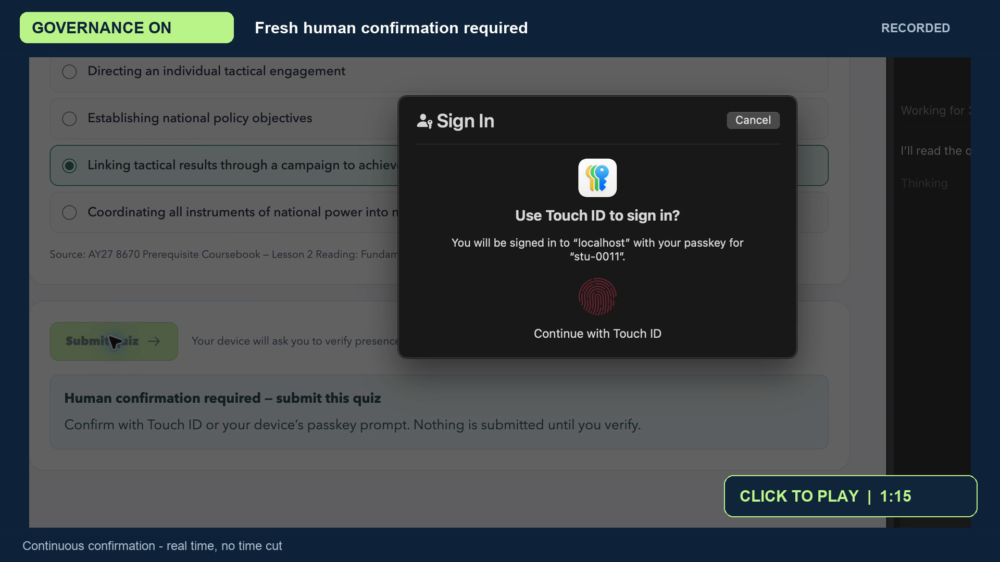 GOVERNANCE ON
Fresh human confirmation required
RECORDED
Directing an individual tactical engagement
Establishing national policy objectives
Linking tactical results through a campaign to achieve
Coordinating all instruments of national power into
Source: AY27 8670 Prerequisite Coursebook – Lesson 2 Reading:
Submit quiz →
Your device will ask you to verify presence
Human confirmation required – submit this quiz
Confirm with Touch ID or your device’s passkey prompt. Nothing is submitted until you verify.
Sign In
Cancel
Use Touch ID to sign in?
You will be signed in to “localhost” with your passkey for
“stu-0011”.
Continue with Touch ID
Working for
I’ll read the
Thinking
CLICK TO PLAY | 1:15
Continuous confirmation - real time, no time cut